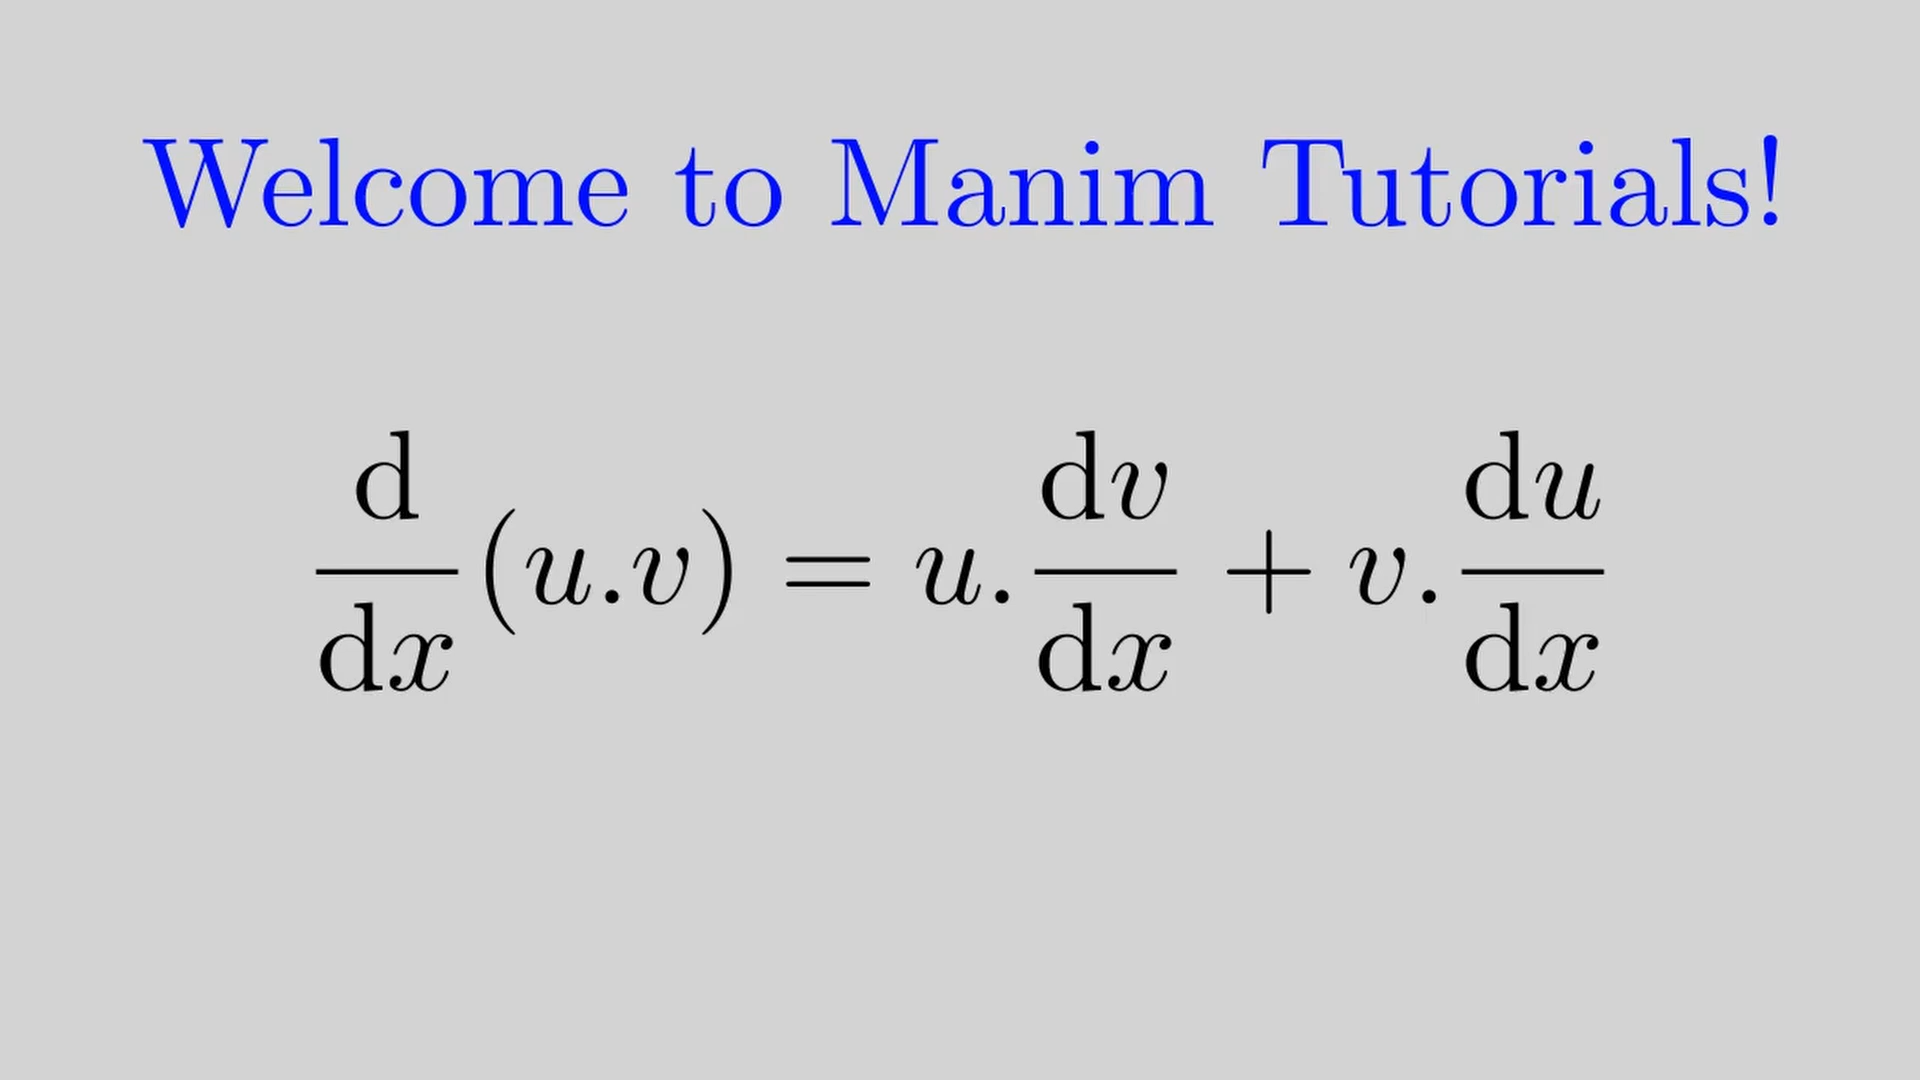 Welcome to Manim Tutorials!
d/dx (u.v) = u. dv/dx + v. du/dx